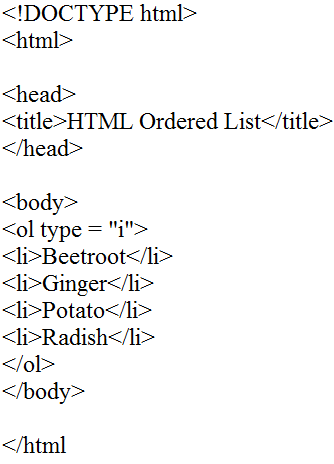 <!DOCTYPE html>
<html>
<head>
<title>HTML Ordered List</title>
</head>
<body>
<ol type = "i">
<li>Beetroot</li>
<li>Ginger</li>
<li>Potato</li>
<li>Radish</li>
</ol>
</body>
</html